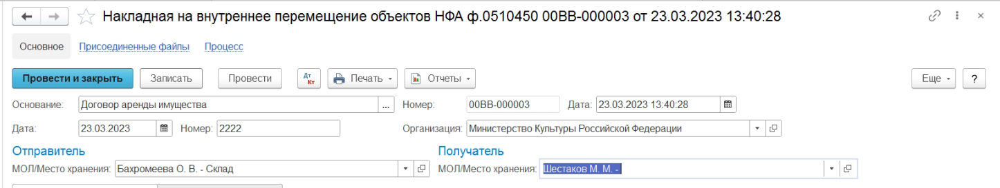 Накладная на внутреннее перемещение объектов НФА ф.0510450 00ВВ-000003 от 23.03.2023 13:40:28
Основное Присоединенные файлы Процесс
Провести и закрыть Записать Провести Дт Кт Печать Отчеты Еще ?
Основание: Договор аренды имущества ... Номер: 00ВВ-000003 Дата: 23.03.2023 13:40:28
Дата: 23.03.2023 Номер: 2222 Организация: Министерство Культуры Российской Федерации
Отправитель Получатель
МОЛ/Место хранения: Бахромеева О. В. - Склад МОЛ/Место хранения: Шестаков М. М. -